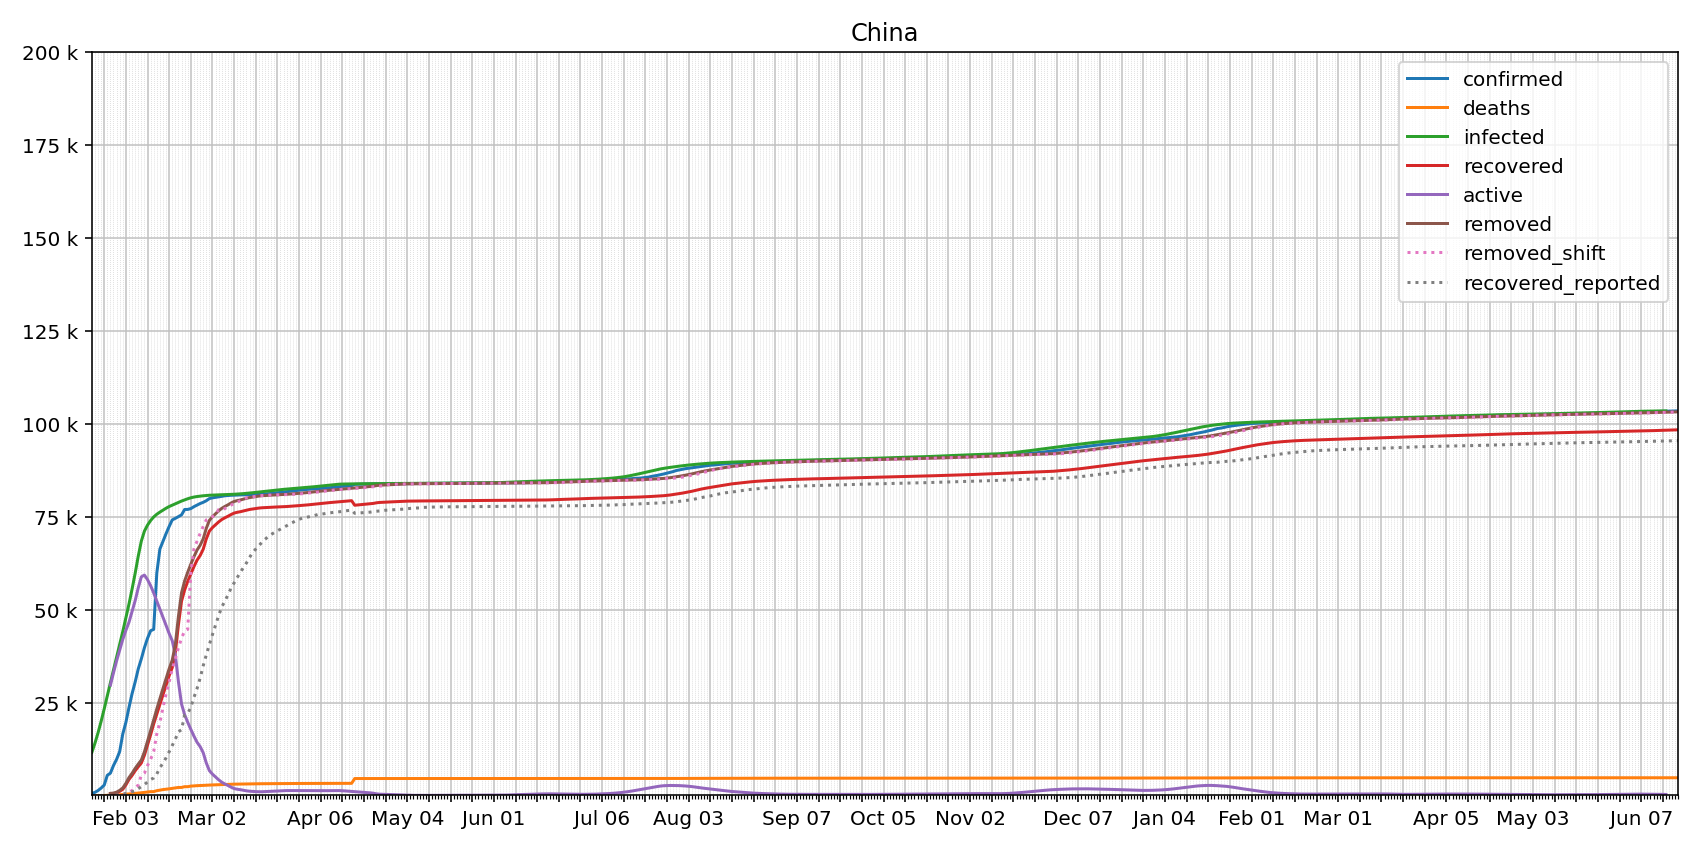 China
200 k
175 k
150 k
125 k
100 k
75 k
50 k
25 k
confirmed
deaths
infected
recovered
active
removed
removed_shift
recovered_reported
Feb 03 Mar 02 Apr 06 May 04 Jun 01 Jul 06 Aug 03 Sep 07 Oct 05 Nov 02 Dec 07 Jan 04 Feb 01 Mar 01 Apr 05 May 03 Jun 07